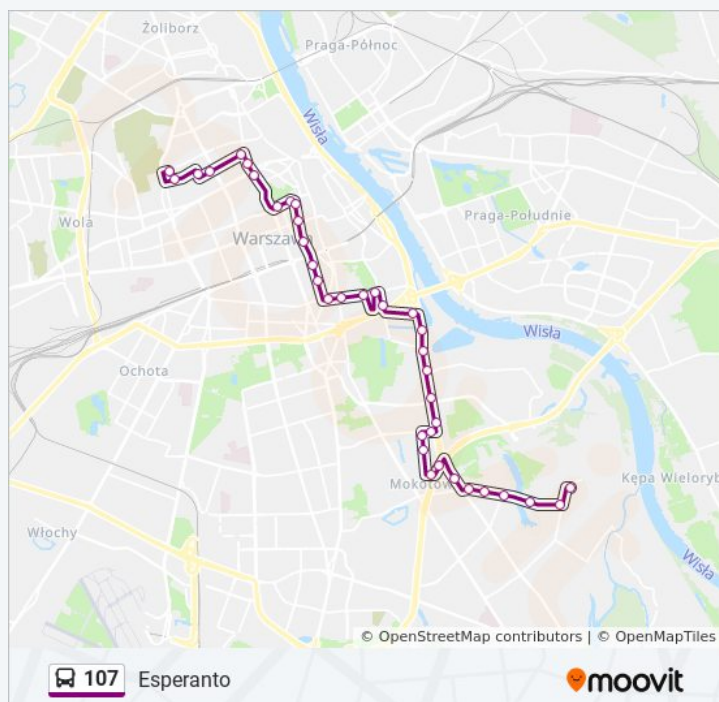 Żoliborz
Praga-Północ
Wisła
Wola
Praga-Południe
Warszawa
Wisła
Ochota
Mokotów
Kępa Wieloryb
Włochy
Wisła
© OpenStreetMap contributors | © OpenMapTiles
107 Esperanto
moovit